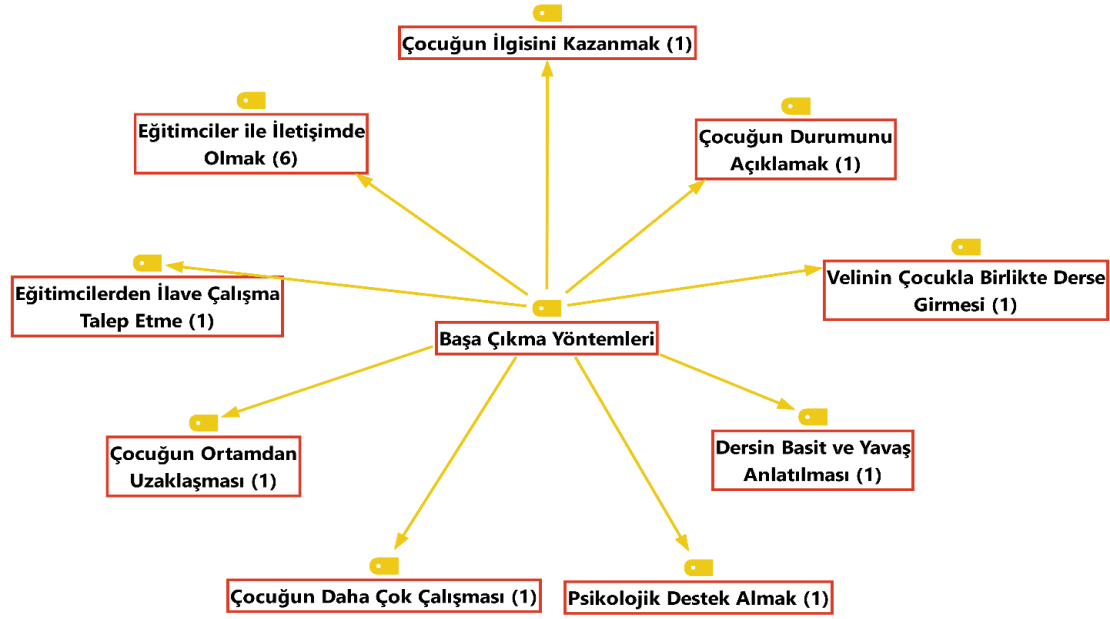 Çocuğun İlgisini Kazanmak (1)
Eğitimciler ile İletişimde
Olmak (6)
Çocuğun Durumunu
Açıklamak (1)
Eğitimcilerden İlave Çalışma
Talep Etme (1)
Velinin Çocukla Birlikte Derse
Girmesi (1)
Başa Çıkma Yöntemleri
Çocuğun Ortamdan
Uzaklaşması (1)
Dersin Basit ve Yavaş
Anlatılması (1)
Çocuğun Daha Çok Çalışması (1)
Psikolojik Destek Almak (1)